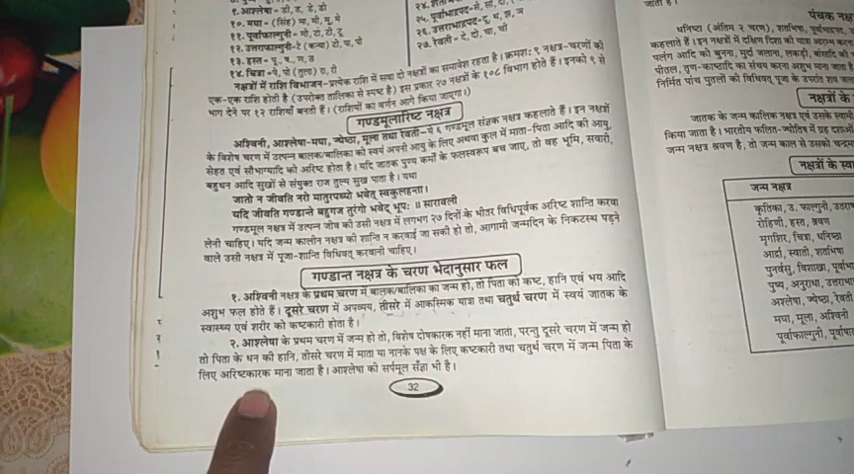 ९. आश्लेषा - डी, डू, डे, डो
१०. मघा - (सिंह) मा, मी, मू, मे
११. पूर्वाफाल्गुनी - मो, टा, टी, टू
१२. उत्तराफाल्गुनी - टे (कन्या) टो, पा, पी
१३. हस्त - पू, ष, ण, ठ
१४. चित्रा - पे, पो (तुला) रा, री
२५. पूर्वाभाद्रपद - से, सो, दा,
२६. उत्तराभाद्रपद - दू, थ, झ, ञ
२७. रेवती - दे, दो, चा, ची
नक्षत्रों में राशि विभाजन - प्रत्येक राशि में सवा दो नक्षत्रों का समावेश रहता है। क्रमशः ९ नक्षत्र-चरणों की
एक-एक राशि होती है (उपरोक्त तालिका से स्पष्ट है) इस प्रकार २७ नक्षत्रों के १०८ विभाग होते हैं। इनको ९ से
भाग देने पर १२ राशियाँ बनती हैं। (राशियों का वर्णन आगे किया जाएगा।)
गण्डमूलारिष्ट नक्षत्र
अश्विनी, आश्लेषा-मघा, ज्येष्ठा, मूला तथा रेवती-ये ६ गण्डमूल संज्ञक नक्षत्र कहलाते हैं। इन नक्षत्रों
के विशेष चरण में उत्पन्न बालक/बालिका को स्वयं अपनी आयु के लिए अथवा कुल में माता-पिता आदि की आयु,
सेहत एवं सौभाग्यादि को अरिष्ट होता है। यदि जातक पुण्य कर्मों के फलस्वरूप बच जाए, तो वह भूमि, सवारी,
बहुधन आदि सुखों से संयुक्त राज तुल्य सुख पाता है। यथा
जातो न जीवति नरो मातुरपथ्यो भवेत् स्वकुलहन्ता।
यदि जीवति गण्डान्ते बहुगज तुरंगो भवेद् भूपः ॥ सारावली
गण्डमूल नक्षत्र में उत्पन्न जीव को उसी नक्षत्र में लगभग २७ दिनों के भीतर विधिपूर्वक अरिष्ट शान्ति करवा
लेनी चाहिए। यदि जन्म कालीन नक्षत्र की शान्ति न करवाई जा सकी हो तो, आगामी जन्मदिन के निकटस्थ पड़ने
वाले उसी नक्षत्र में पूजा-शान्ति विधिवत् करवानी चाहिए।
गण्डान्त नक्षत्र के चरण भेदानुसार फल
१. अश्विनी नक्षत्र के प्रथम चरण में बालक/बालिका का जन्म हो, तो पिता को कष्ट, हानि एवं भय आदि
अशुभ फल होते हैं। दूसरे चरण में अपव्यय, तीसरे में आकस्मिक यात्रा तथा चतुर्थ चरण में स्वयं जातक के
स्वास्थ्य एवं शरीर को कष्टकारी होता है।
२. आश्लेषा के प्रथम चरण में जन्म हो तो, विशेष दोषकारक नहीं माना जाता, परन्तु दूसरे चरण में जन्म हो
तो पिता के धन की हानि, तीसरे चरण में माता या नानके पक्ष के लिए कष्टकारी तथा चतुर्थ चरण में जन्म पिता के
लिए अरिष्टकारक माना जाता है। आश्लेषा की सर्पमूल संज्ञा भी है।
32
जाती है।
पंचक नक्ष
धनिष्ठा (अंतिम २ चरण), शतभिषा, पूर्वाभाद्रपद,
कहलाते हैं। इन नक्षत्रों में दक्षिण दिशा की यात्रा आरम्भ करना
पलंग आदि को बुनना, मुर्दा जलाना, लकड़ी, बांसादि की
पीतल, तृण-काष्ठादि का संचय करना अशुभ माना जाता है
निर्मित पांच पुतलों की विधिवत् पूजा के उपरांत शव जला
नक्षत्रों के
जातक के जन्म कालिक नक्षत्र एवं उसके स्वामी
किया जाता है। भारतीय फलित-ज्योतिष में ग्रह दशाओं
जन्म नक्षत्र श्रवण है, तो जन्म काल से उसको चन्द्रमा
नक्षत्रों के स्वा
जन्म नक्षत्र
कृतिका, उ. फाल्गुनी, उतराषा
रोहिणी, हस्त, श्रवण
मृगशिर, चित्रा, धनिष्ठा
आर्द्रा, स्वाती, शतभिषा
पुनर्वसु, विशाखा, पूर्वाभा
पुष्य, अनुराधा, उत्तराभा
अश्लेषा, ज्येष्ठा, रेवती
मघा, मूला, अश्विनी
पूर्वाफाल्गुनी, पूर्वाषा